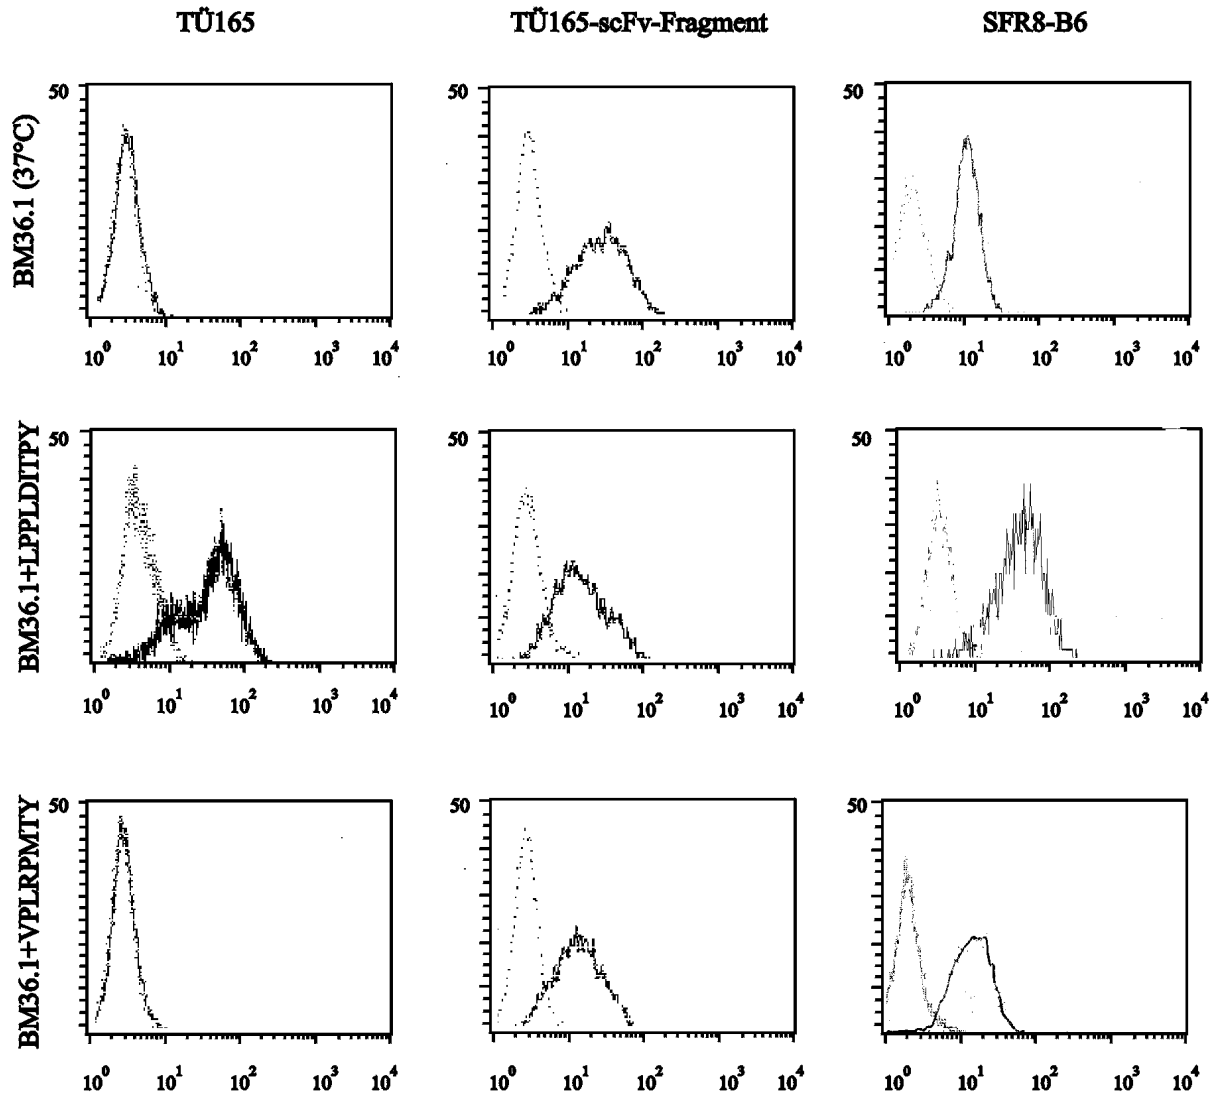 TÜ165 TÜ165-scFv-Fragment SFR8-B6
BM36.1 (37°C)
50 50 50
10⁰ 10¹ 10² 10³ 10⁴ 10⁰ 10¹ 10² 10³ 10⁴ 10⁰ 10¹ 10² 10³ 10⁴
BM36.1+LPPLDITPY
50 50 50
10⁰ 10¹ 10² 10³ 10⁴ 10⁰ 10¹ 10² 10³ 10⁴ 10⁰ 10¹ 10² 10³ 10⁴
BM36.1+VPLRPMTY
50 50 50
10⁰ 10¹ 10² 10³ 10⁴ 10⁰ 10¹ 10² 10³ 10⁴ 10⁰ 10¹ 10² 10³ 10⁴